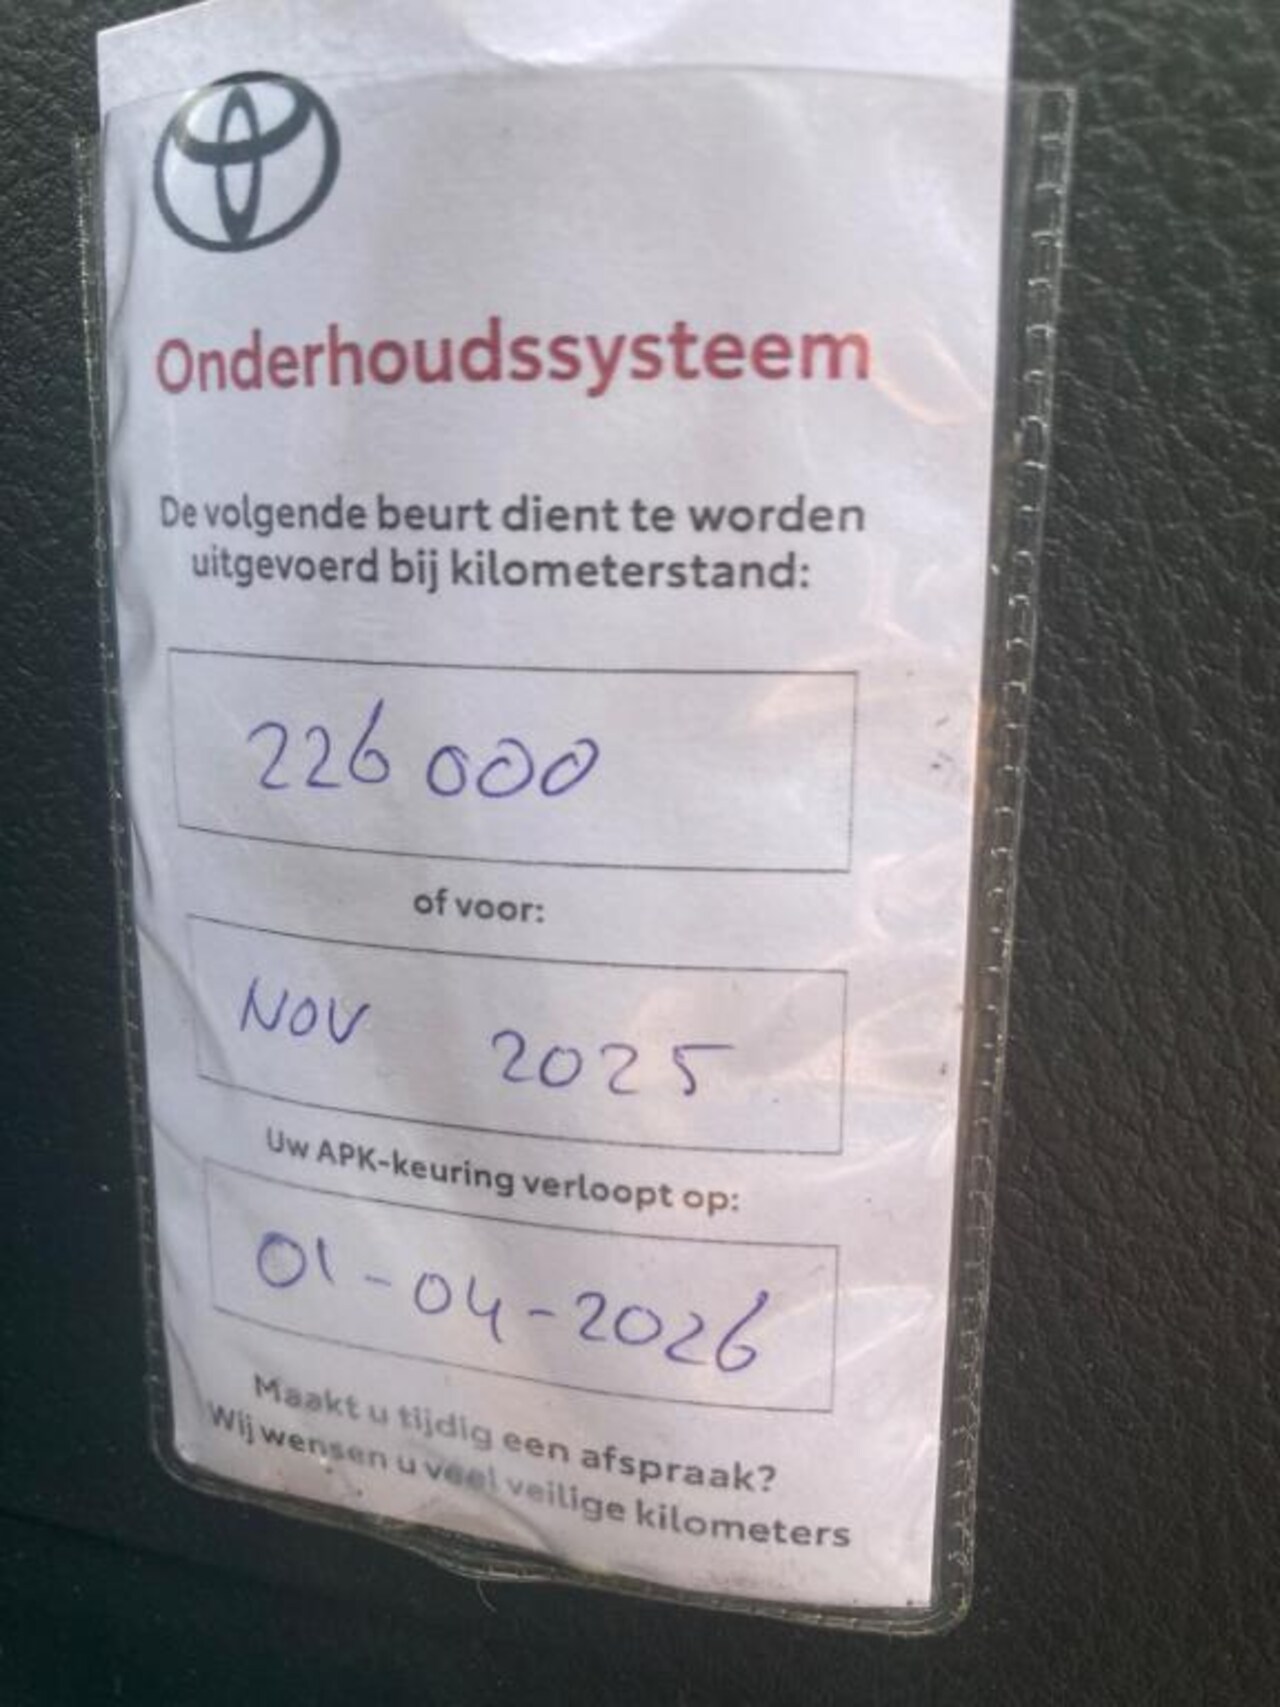 Onderhoudssysteem
De volgende beurt dient te worden
uitgevoerd bij kilometerstand:
226 000
of voor:
NOV 2025
Uw APK-keuring verloopt op:
01-04-2026
Maakt u tijdig een afspraak?
Wij wensen u veel veilige kilometers